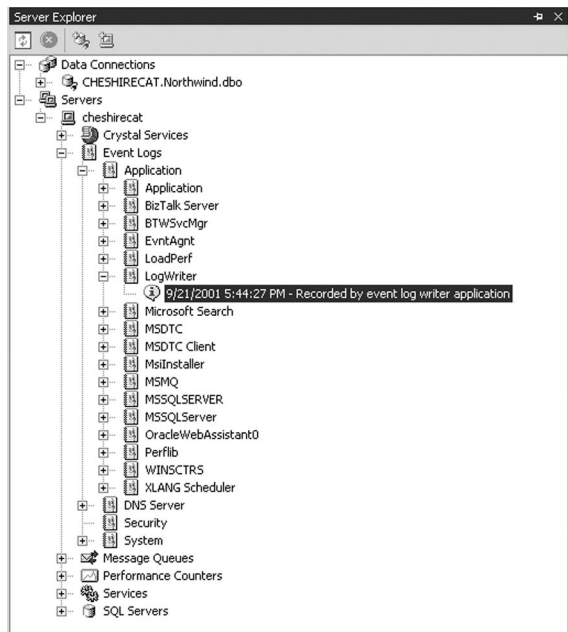 Server Explorer
Data Connections
CHESHIRECAT.Northwind.dbo
Servers
cheshirecat
Crystal Services
Event Logs
Application
Application
BizTalk Server
BTWSvcMgr
EvntAgnt
LoadPerf
LogWriter
9/21/2001 5:44:27 PM - Recorded by event log writer application
Microsoft Search
MSDTC
MSDTC Client
MsiInstaller
MSMQ
MSSQLSERVER
MSSQLServer
OracleWebAssistant0
Perflib
WINSCTRS
XLANG Scheduler
DNS Server
Security
System
Message Queues
Performance Counters
Services
SQL Servers